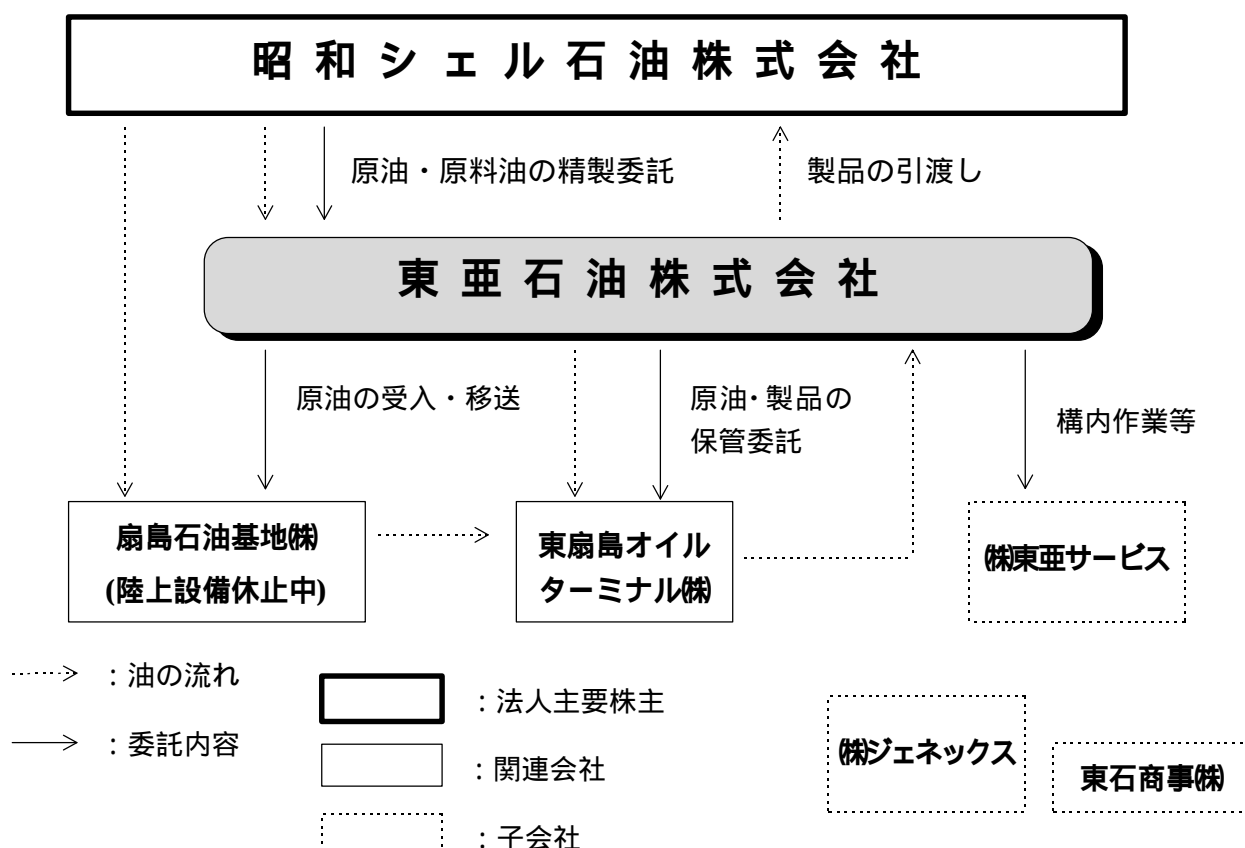 昭和シェル石油株式会社
原油・原料油の精製委託
製品の引渡し
東亜石油株式会社
原油の受入・移送
原油・製品の
保管委託
構内作業等
扇島石油基地㈱
(陸上設備休止中)
東扇島オイル
ターミナル㈱
㈱東亜サービス
：油の流れ
：委託内容
：法人主要株主
：関連会社
：子会社
㈱ジェネックス
東石商事㈱